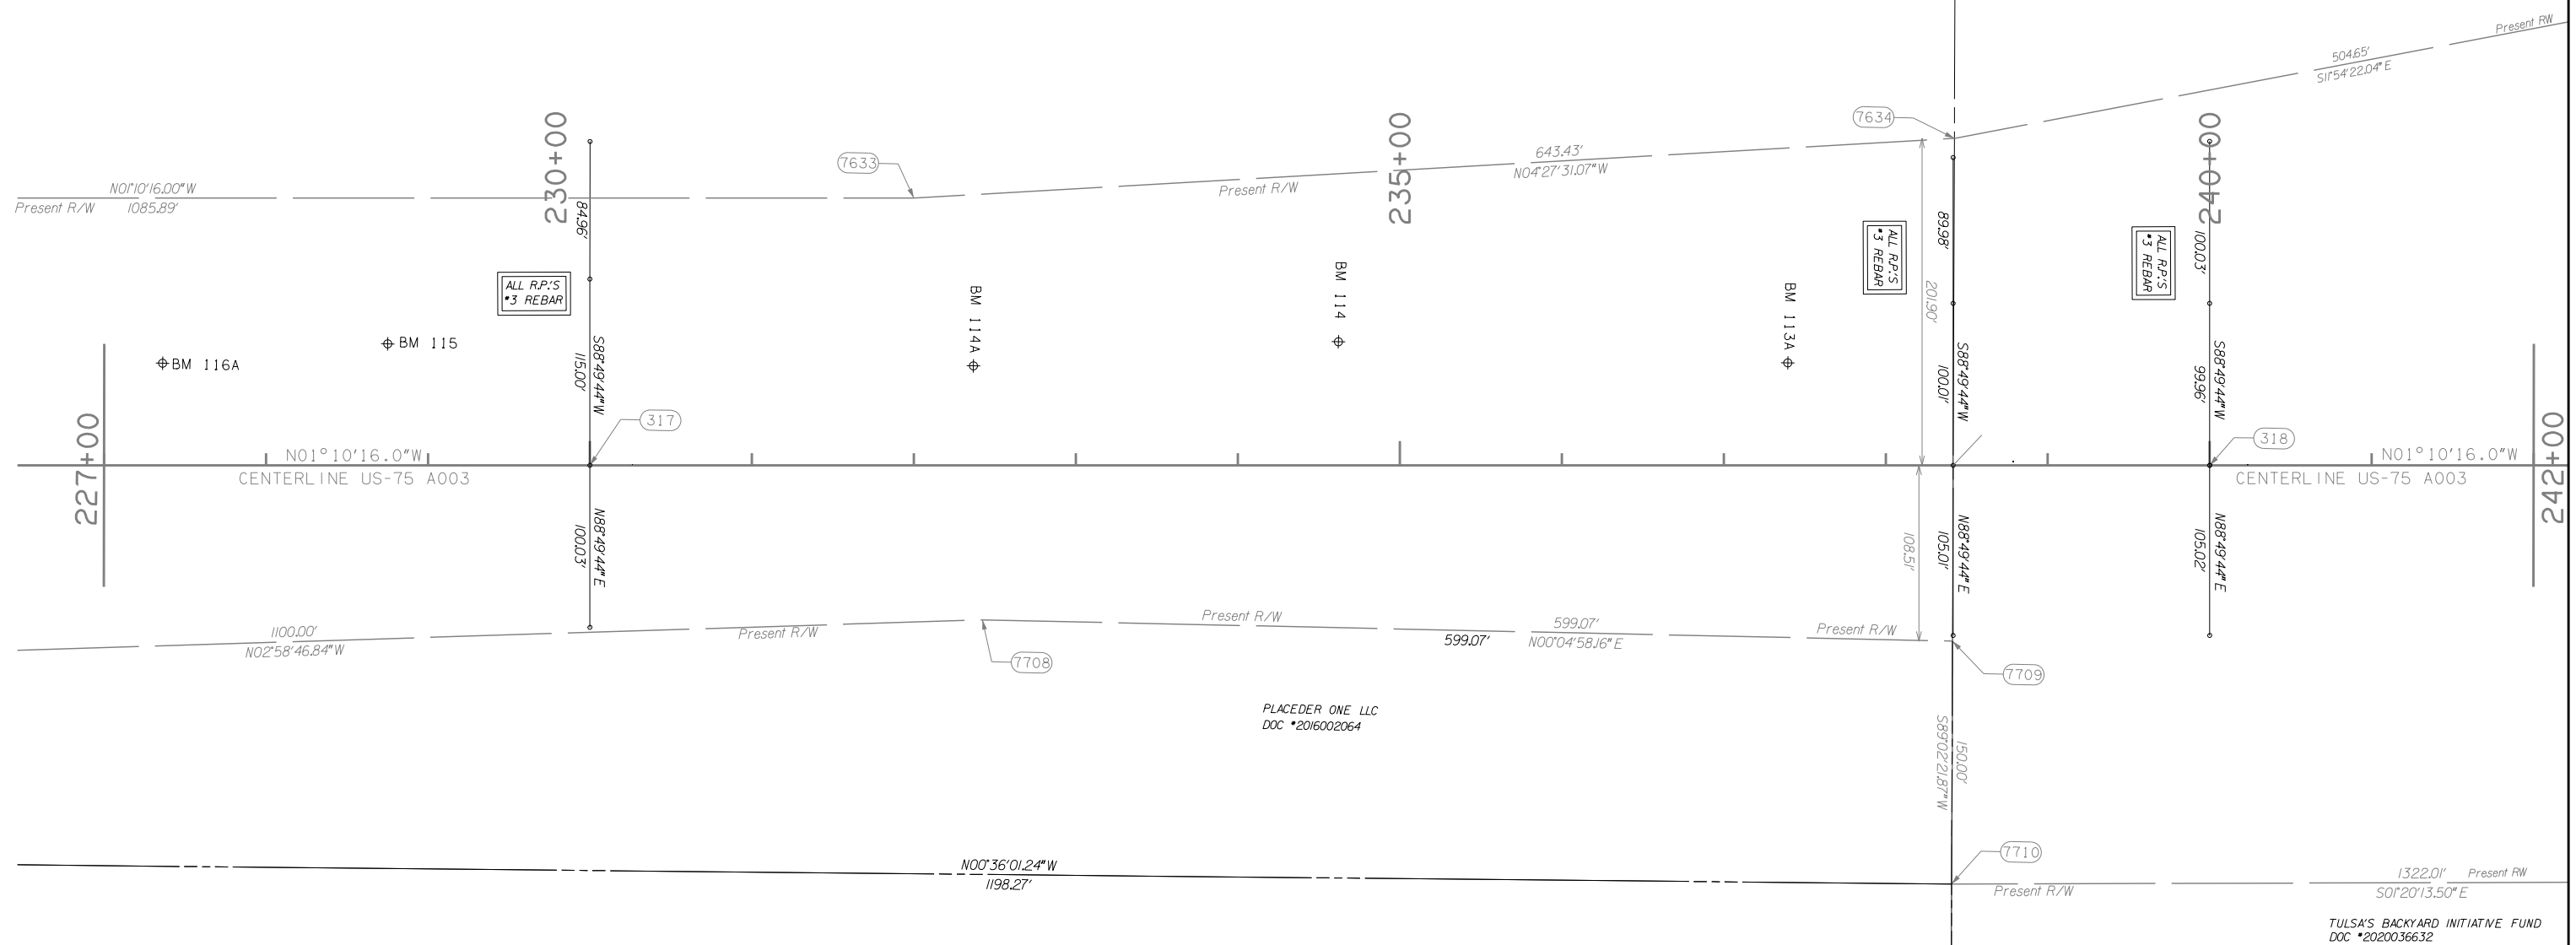 Present RW
504.65'
S11°54'22.04"E
N01°10'16.00"W
Present R/W 1085.89'
230+00
84.96'
7633
643.43'
N04°27'31.07"W
Present R/W
235+00
7634
240+00
89.98'
201.90'
100.03'
ALL R.P.'S
#3 REBAR
ALL R.P.'S
#3 REBAR
ALL R.P.'S
#3 REBAR
BM 116A
BM 115
BM 114A
BM 114
BM 113A
S88°49'44"W
115.00'
S88°49'44"W
100.01'
S88°49'44"W
99.96'
317
318
227+00
N01°10'16.0"W
CENTERLINE US-75 A003
N01°10'16.0"W
CENTERLINE US-75 A003
242+00
N88°49'44"E
100.03'
108.51'
N88°49'44"E
105.01'
N88°49'44"E
105.02'
1100.00'
N02°58'46.84"W
Present R/W
Present R/W
599.07'
599.07'
N00°04'58.16"E
Present R/W
7708
7709
PLACEDER ONE LLC
DOC #2016002064
150.00'
S89°02'21.87"W
7710
N00°36'01.24"W
1198.27'
Present R/W
1322.01' Present RW
S01°20'13.50"E
TULSA'S BACKYARD INITIATIVE FUND
DOC #2020036632